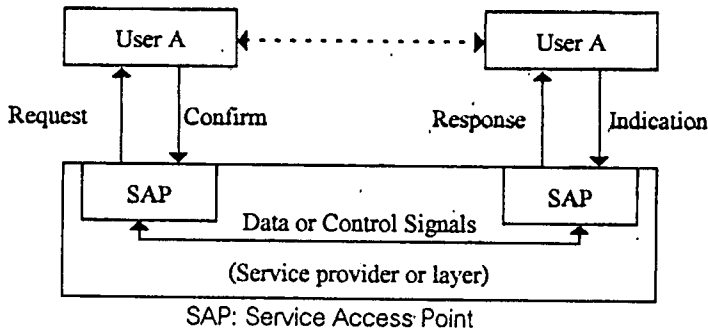 User A
User A
Request
Confirm
Response
Indication
SAP
SAP
Data or Control Signals
(Service provider or layer)
SAP: Service Access Point